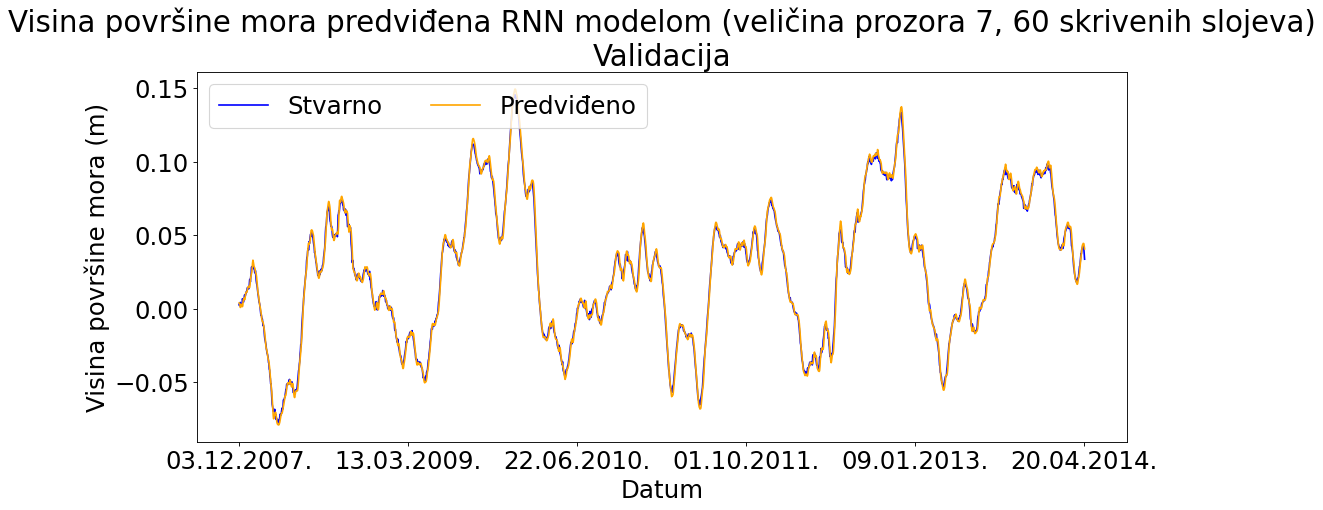 Visina površine mora predviđena RNN modelom (veličina prozora 7, 60 skrivenih slojeva)
Validacija
Stvarno
Predviđeno
Visina površine mora (m)
0.15
0.10
0.05
0.00
−0.05
03.12.2007.
13.03.2009.
22.06.2010.
01.10.2011.
09.01.2013.
20.04.2014.
Datum